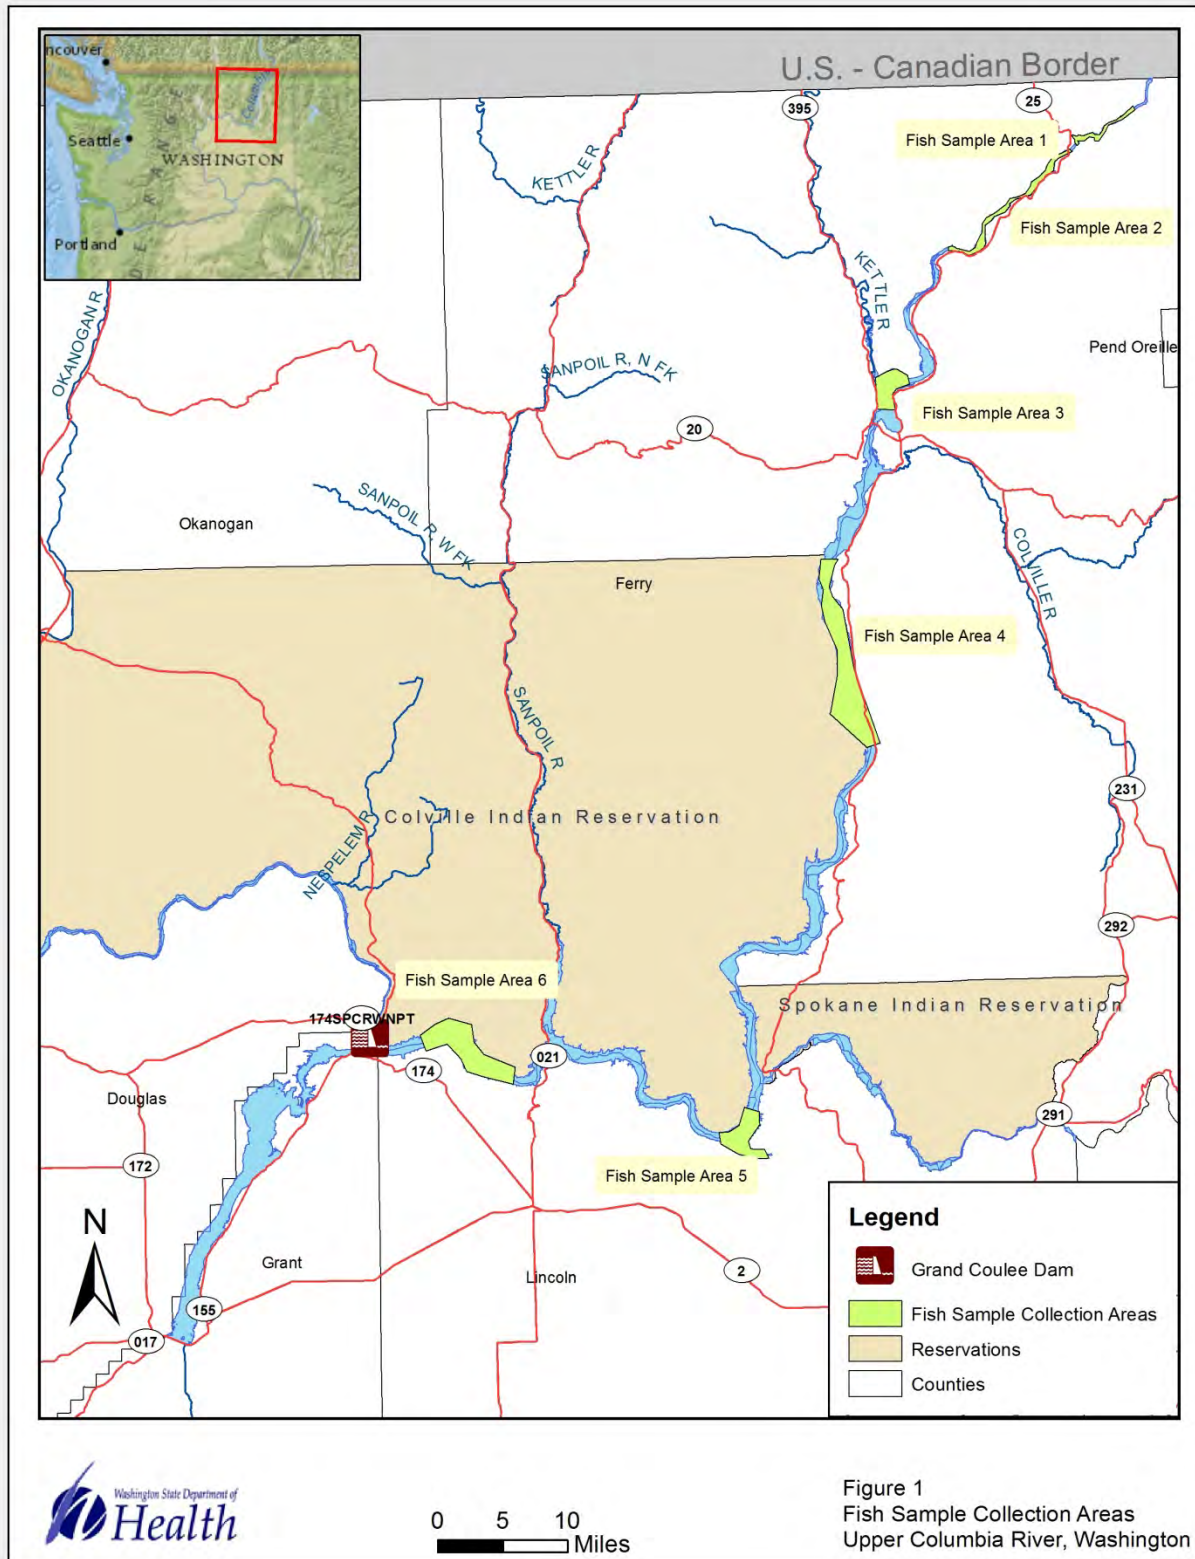 U.S. - Canadian Border
ncouver
Seattle
WASHINGTON
Portland
Columbia
395
25
Fish Sample Area 1
KETTLE R
Fish Sample Area 2
KETTLE R
OKANOGAN R
Pend Oreille
SANPOIL R, N FK
Fish Sample Area 3
20
SANPOIL R, W FK
Okanogan
COLVILLE R
Ferry
Fish Sample Area 4
SANPOIL R
231
Colville Indian Reservation
NESPELEM R
292
Fish Sample Area 6
Spokane Indian Reservation
174SPCRWNPT
021
174
Douglas
291
172
Fish Sample Area 5
N
Grant
Lincoln
2
155
017
Legend
Grand Coulee Dam
Fish Sample Collection Areas
Reservations
Counties
Washington State Department of
Health
0 5 10
Miles
Figure 1
Fish Sample Collection Areas
Upper Columbia River, Washington